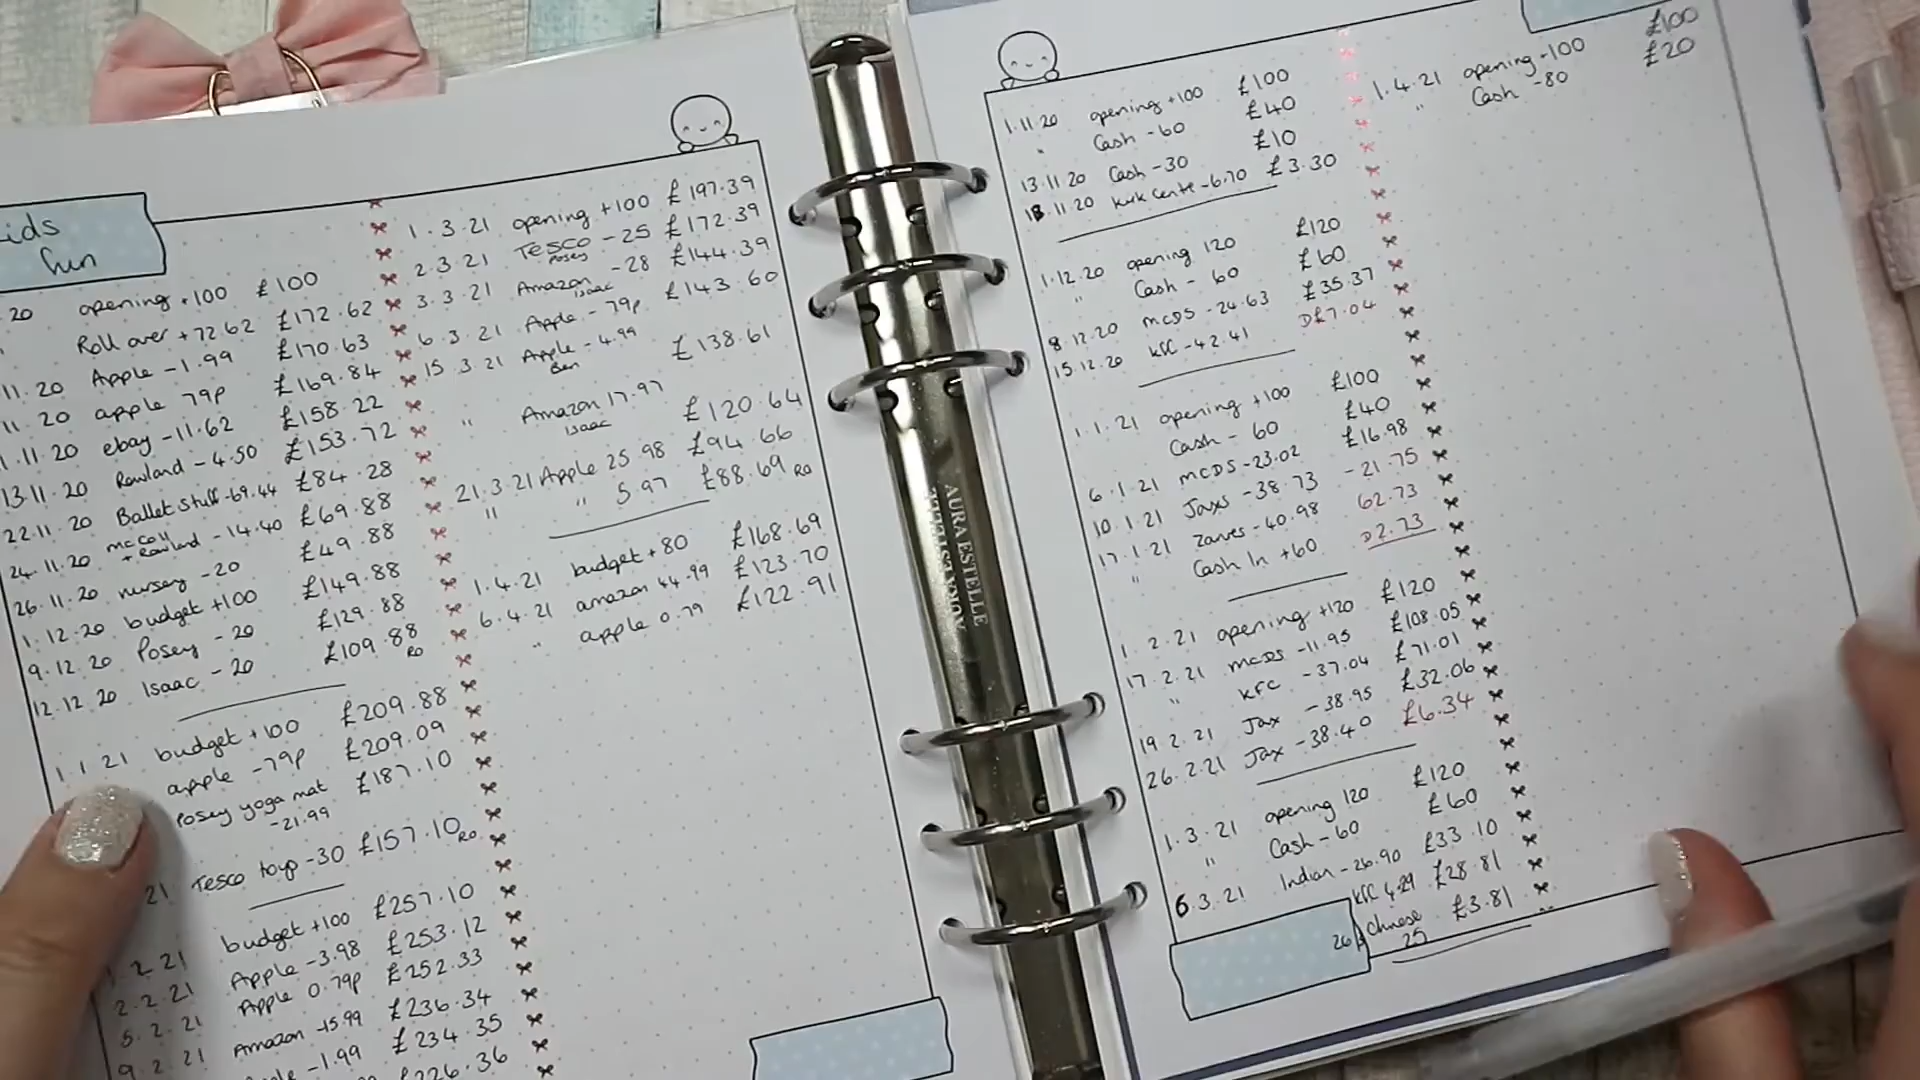 fun
20 opening +100 £100
Roll over +72.62 £172.62
11.20 Apple -1.99 £170.63
11.20 apple 79p £169.84
1.11.20 ebay -11.62 £158.22
13.11.20 Rowland -4.50 £153.72
22.11.20 Ballet Stuff -69.44 £84.28
24.11.20 McColl + Rowland -14.40 £69.88
26.11.20 nursery -20 £49.88
1.12.20 budget +100 £149.88
9.12.20 Posey -20 £129.88
12.12.20 Isaac -20 £109.88
RO
1.1.21 budget +100 £209.88
apple -79p £209.09
Posey yoga mat £187.10
-21.99
21 Tesco toys -30 £157.10 RO
2.21 budget +100 £257.10
2.2.21 Apple -3.98 £253.12
5.2.21 Apple 0.79p £252.33
9.2.21 Amazon -15.99 £236.34
-1.99 £234.35
36
1.3.21 opening +100 £197.39
2.3.21 Tesco -25 £172.39
Posey
3.3.21 Amazon -28 £144.39
Isaac
6.3.21 Apple -79p £143.60
15.3.21 Apple -4.99 £138.61
Ben
" Amazon 17.97 £120.64
Isaac
21.3.21 Apple 25.98 £94.66
" " 5.97 £88.69 RO
1.4.21 budget +80 £168.69
6.4.21 amazon 44.99 £123.70
" apple 0.79 £122.91
AURA ESTELLE
1.11.20 opening +100 £100
" Cash -60 £40
13.11.20 Cash -30 £10
18.11.20 Kirk Cente -6.70 £3.30
1.12.20 opening 120 £120
" Cash -60 £60
8.12.20 mcDS -24.63 £35.37
15.12.20 kfc -42.41 D£7.04
1.1.21 opening +100 £100
Cash -60 £40
6.1.21 mcDS -23.02 £16.98
10.1.21 Jaxs -38.73 -21.75
17.1.21 -40.98 62.73
" Cash In +60 D2.73
1.2.21 opening +120 £120
17.2.21 mcDS -11.95 £108.05
" KFC -37.04 £71.01
19.2.21 Jax -38.95 £32.06
26.2.21 Jax -38.40 £6.34
1.3.21 opening 120 £120
" Cash -60 £60
6.3.21 Indian -26.90 £33.10
KFC 4.29 £28.81
26 Chinese £3.81
25
1.4.21 opening -100 £100
" Cash -80 £20